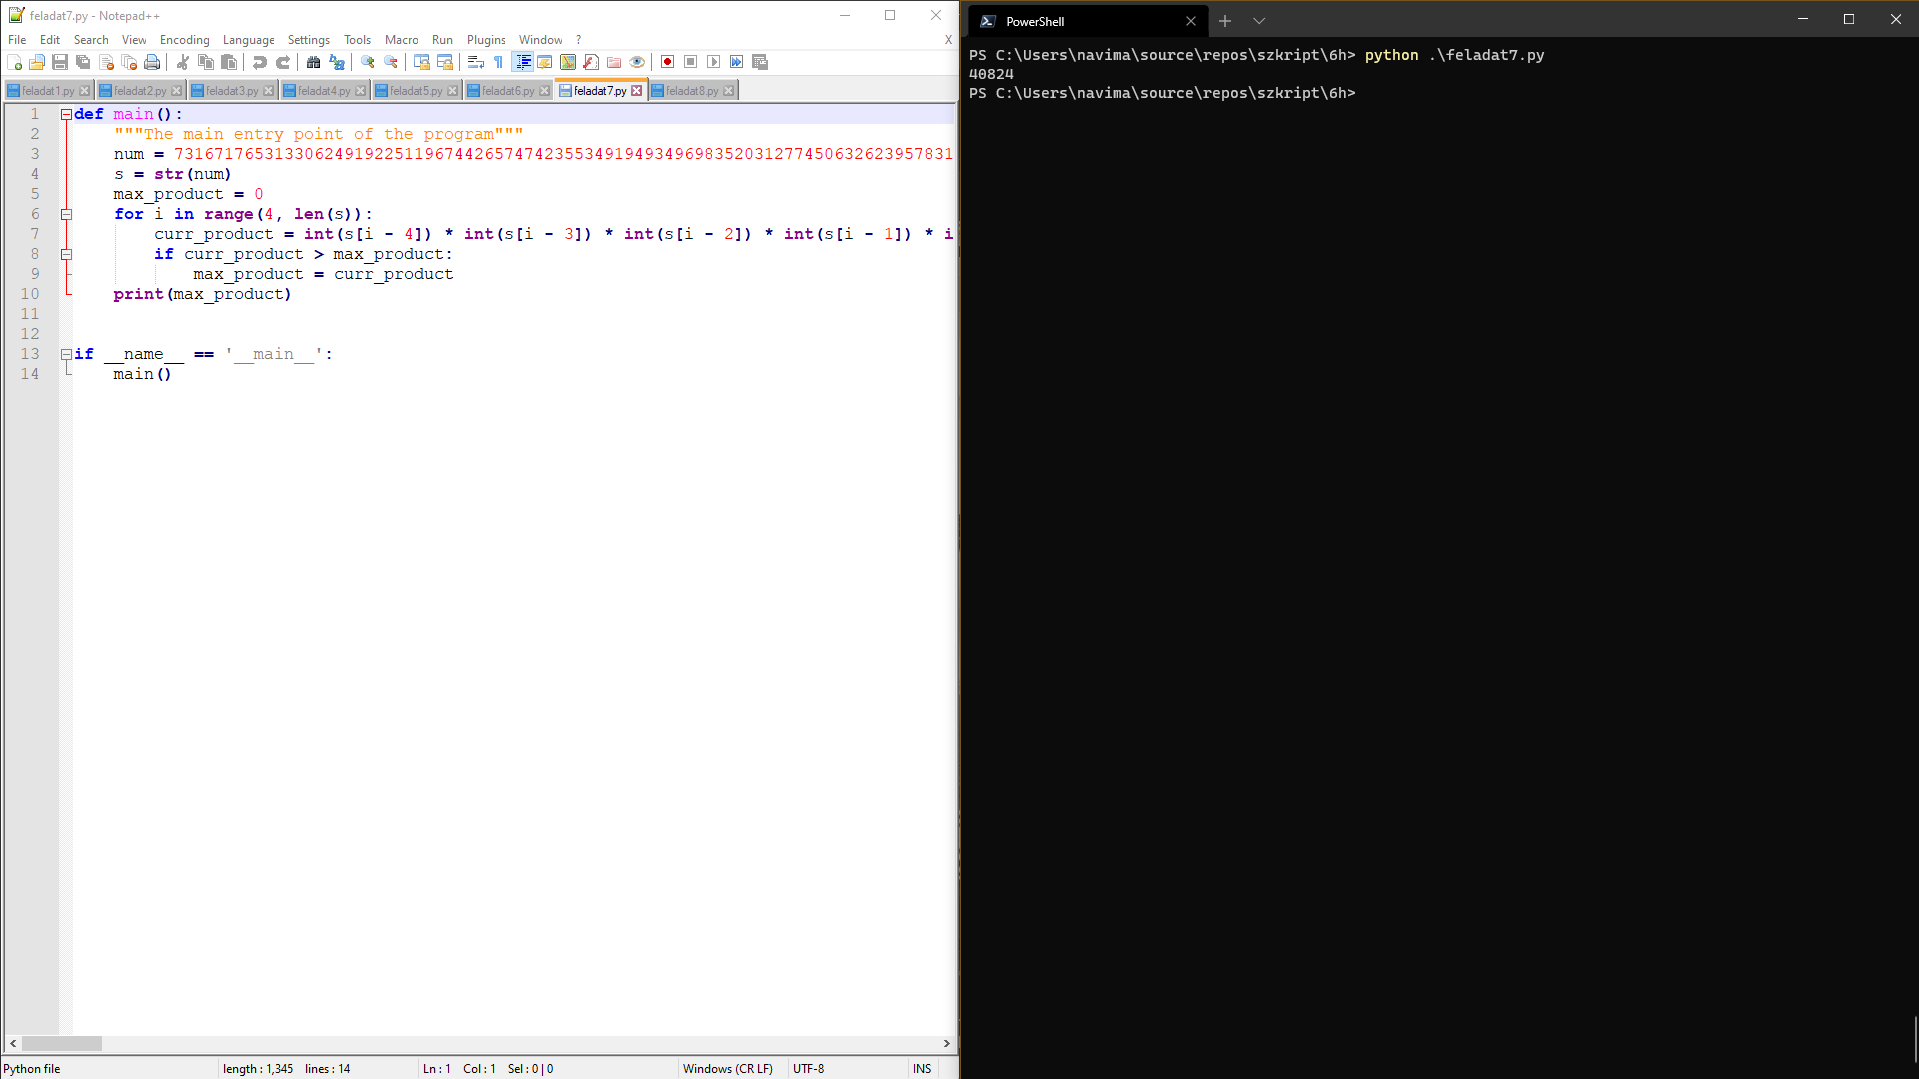 feladat7.py - Notepad++
File Edit Search View Encoding Language Settings Tools Macro Run Plugins Window ? X
feladat1.py feladat2.py feladat3.py feladat4.py feladat5.py feladat6.py feladat7.py feladat8.py
1 def main():
2 """The main entry point of the program"""
3 num = 731671765313306249192251196744265747423553491949349698352031277450632623957831
4 s = str(num)
5 max_product = 0
6 for i in range(4, len(s)):
7 curr_product = int(s[i - 4]) * int(s[i - 3]) * int(s[i - 2]) * int(s[i - 1]) * i
8 if curr_product > max_product:
9 max_product = curr_product
10 print(max_product)
11
12
13 if __name__ == '__main__':
14 main()
Python file length : 1,345 lines : 14 Ln : 1 Col : 1 Sel : 0 | 0 Windows (CR LF) UTF-8 INS
PowerShell
PS C:\Users\navima\source\repos\szkript\6h> python .\feladat7.py
40824
PS C:\Users\navima\source\repos\szkript\6h>